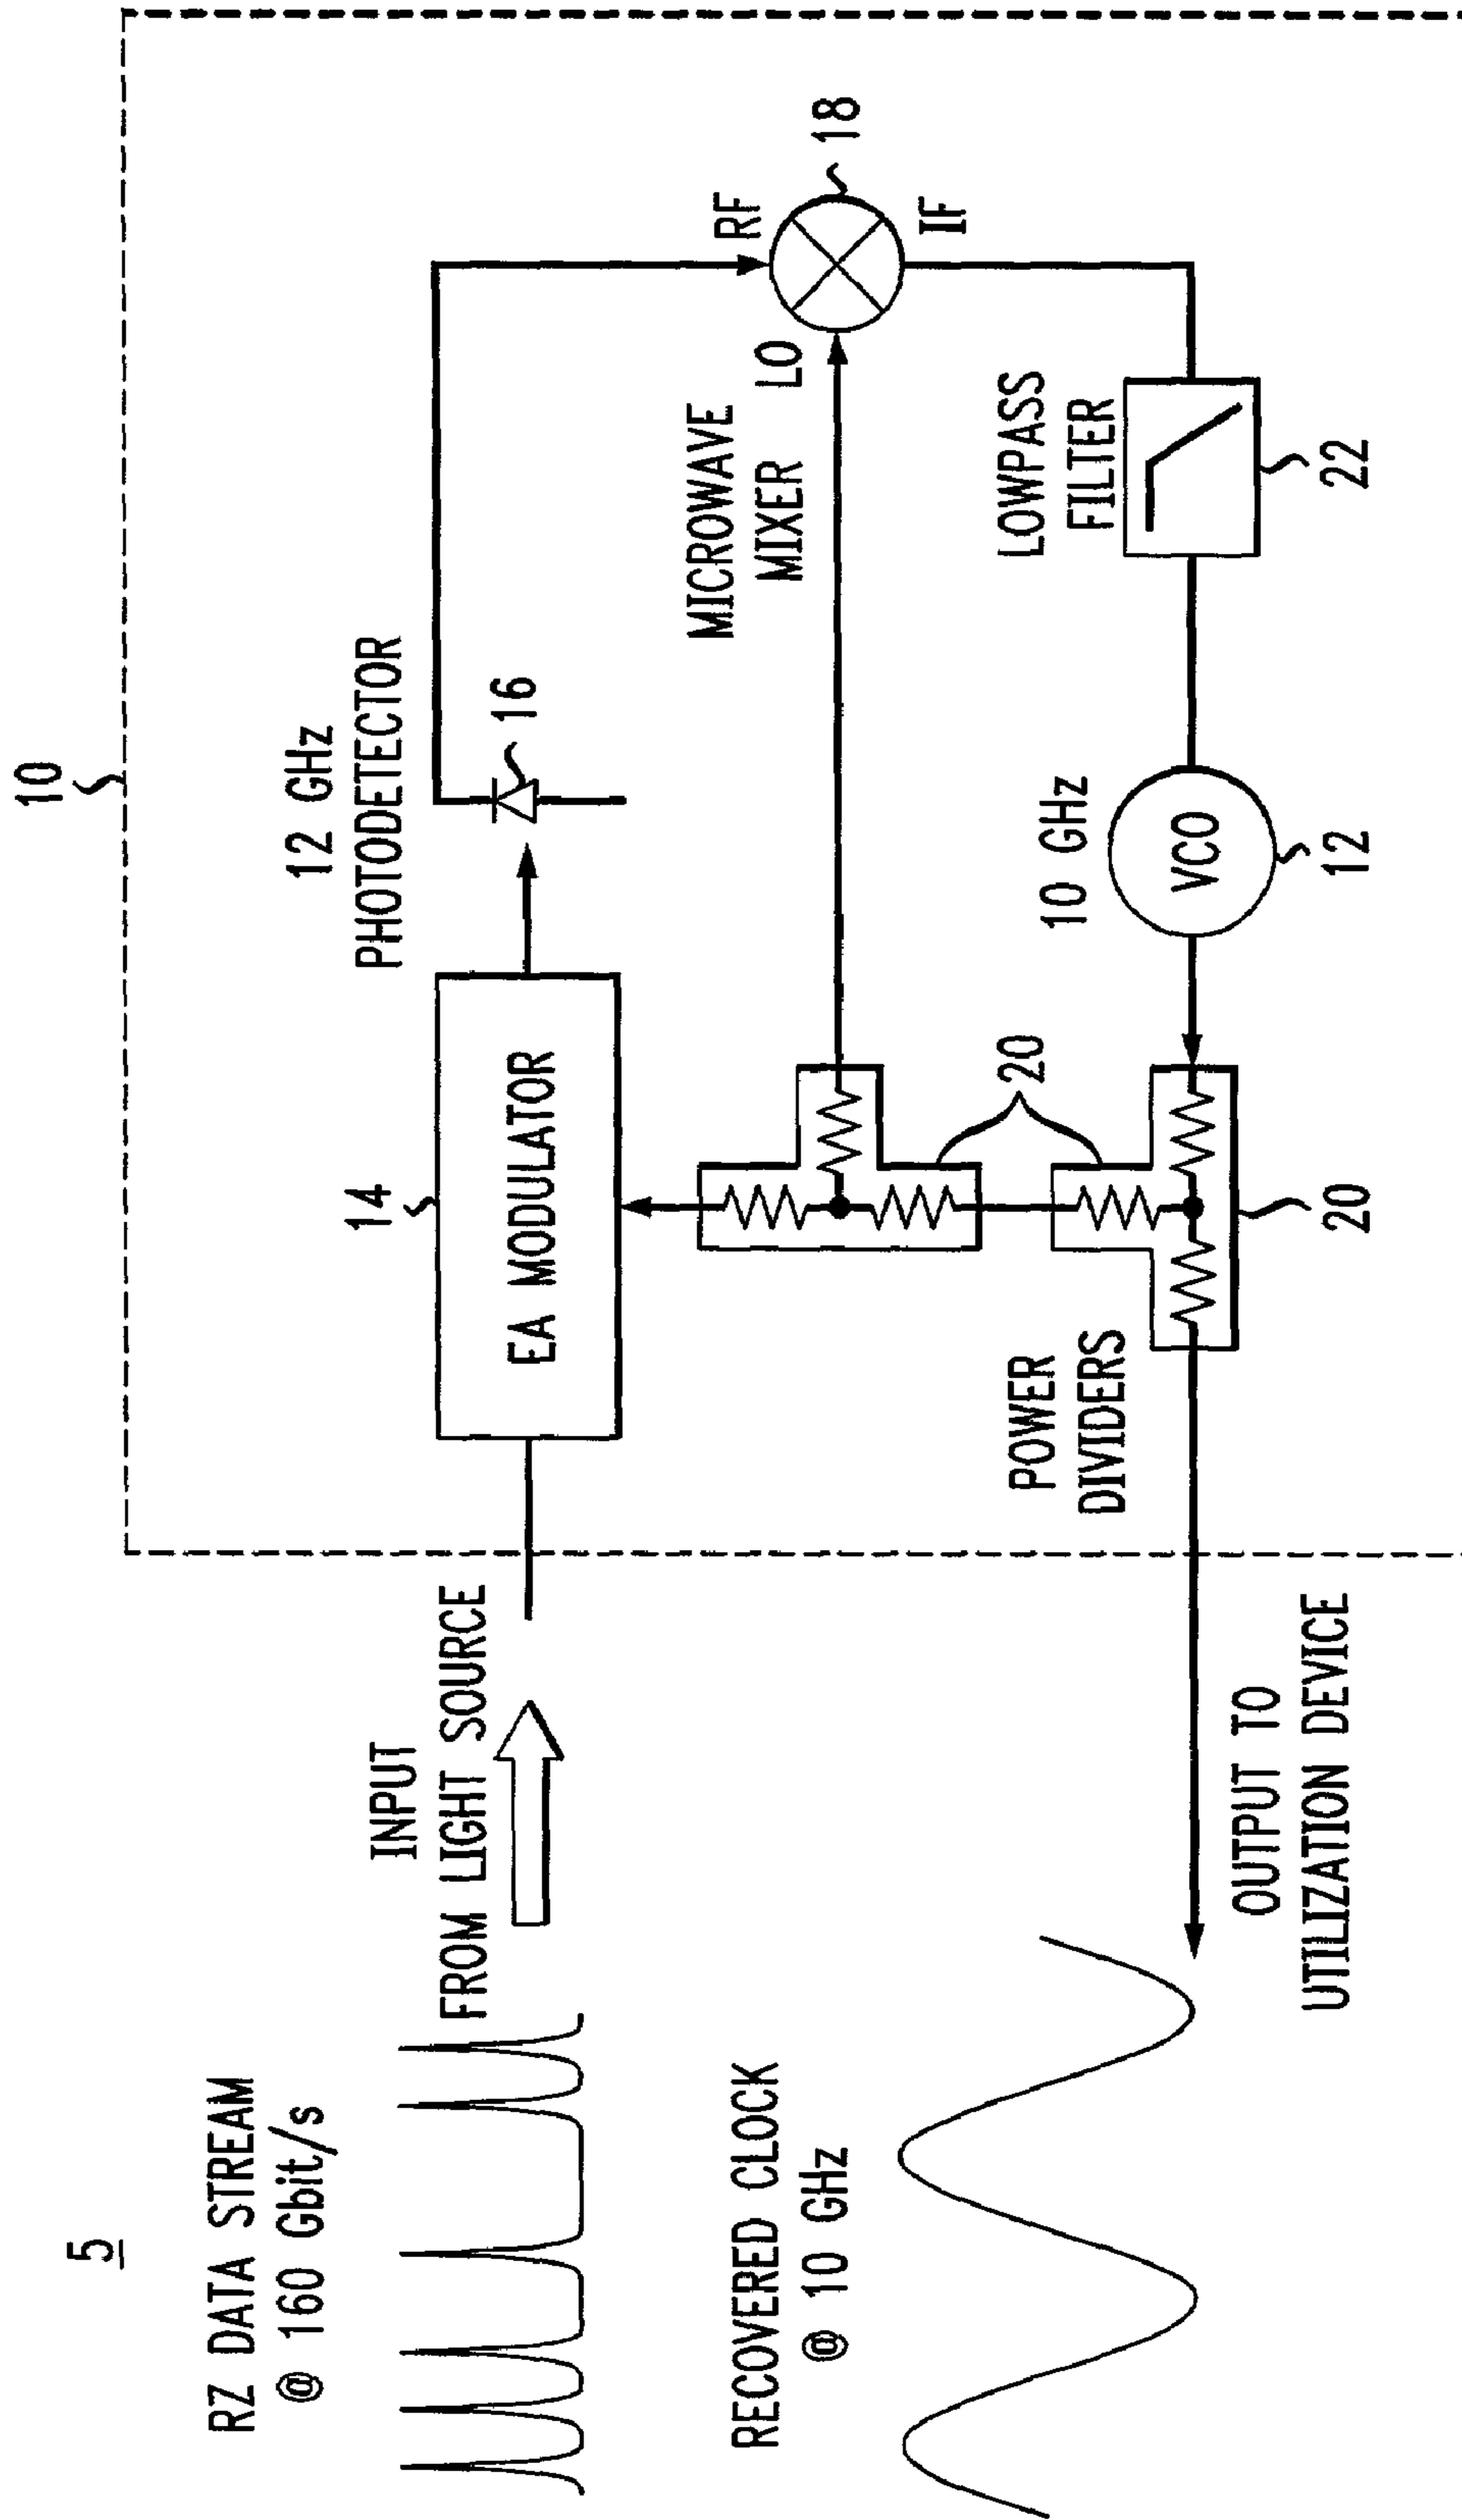 5
10
RZ DATA STREAM
@ 160 Gbit/s
INPUT
FROM LIGHT SOURCE
14
EA MODULATOR
12 GHz
PHOTODETECTOR
16
RF
18
MICROWAVE
MIXER
LO
IF
RECOVERED CLOCK
@ 10 GHz
POWER
DIVIDERS
20
10 GHz
VCO
12
LOWPASS
FILTER
22
20
OUTPUT TO
UTILIZATION DEVICE